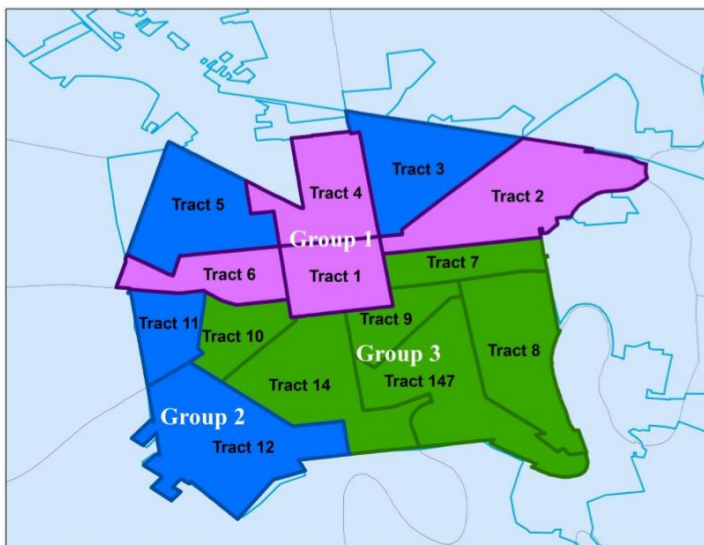 Tract 3
Tract 4
Tract 2
Tract 5
Group 1
Tract 7
Tract 6
Tract 1
Tract 11
Tract 9
Tract 10
Group 3
Tract 8
Tract 14
Tract 147
Group 2
Tract 12